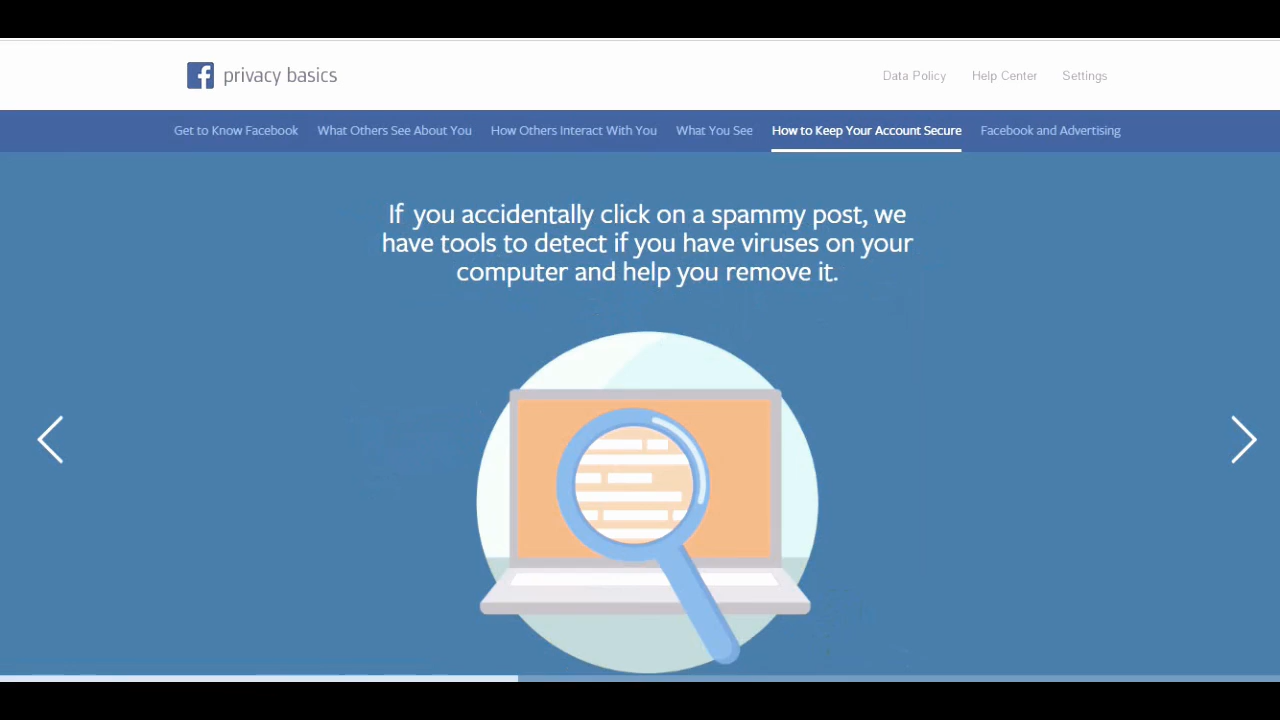 privacy basics
Data Policy Help Center Settings
Get to Know Facebook What Others See About You How Others Interact With You What You See How to Keep Your Account Secure Facebook and Advertising
If you accidentally click on a spammy post, we
have tools to detect if you have viruses on your
computer and help you remove it.